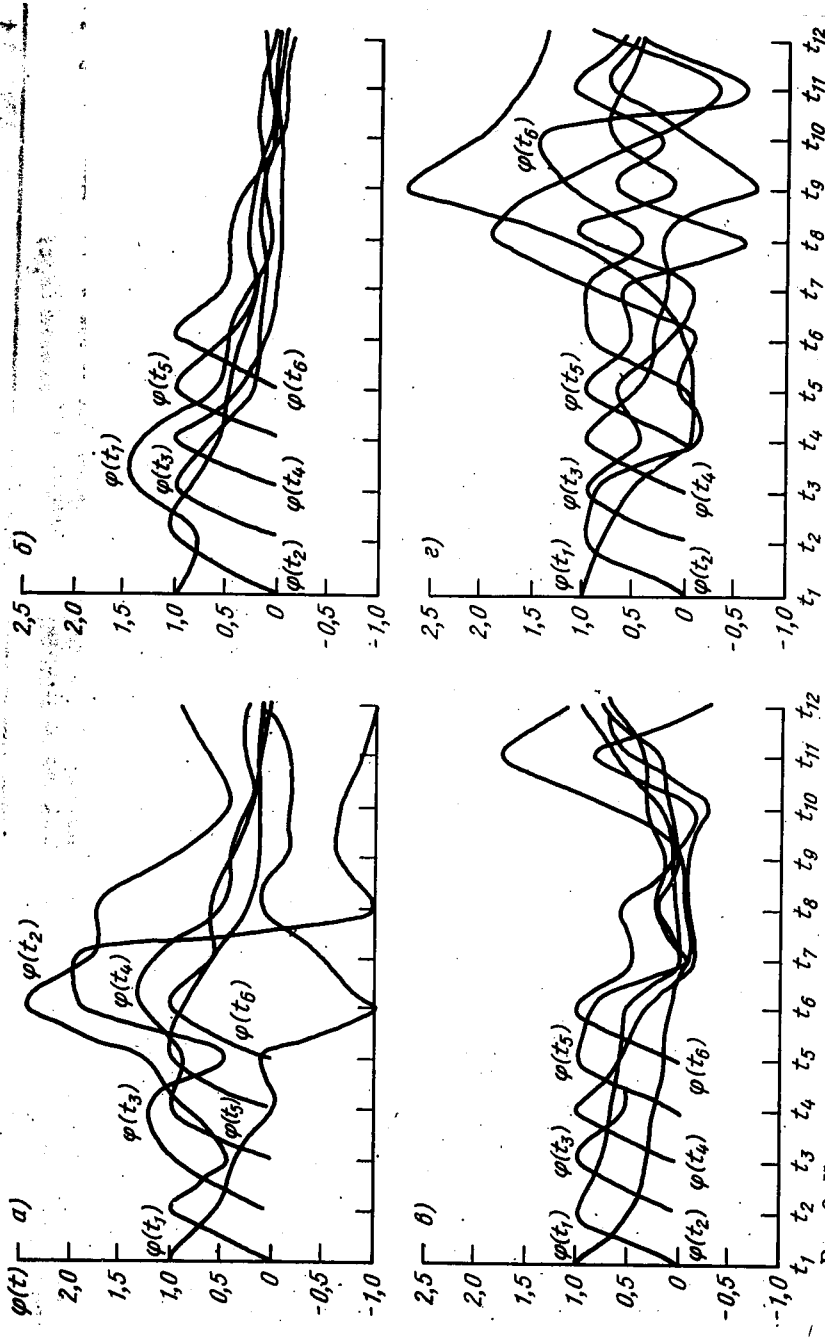 φ(t)
а)
2,5
2,0
1,5
1,0
0,5
0
-0,5
-1,0
φ(t₁)
φ(t₂)
φ(t₃)
φ(t₄)
φ(t₅)
φ(t₆)
б)
2,5
2,0
1,5
1,0
0,5
0
-0,5
-1,0
φ(t₁)
φ(t₂)
φ(t₃)
φ(t₄)
φ(t₅)
φ(t₆)
в)
2,5
2,0
1,5
1,0
0,5
0
-0,5
-1,0
φ(t₁)
φ(t₂)
φ(t₃)
φ(t₄)
φ(t₅)
φ(t₆)
t₁ t₂ t₃ t₄ t₅ t₆ t₇ t₈ t₉ t₁₀ t₁₁ t₁₂
г)
2,5
2,0
1,5
1,0
0,5
0
-0,5
-1,0
φ(t₁)
φ(t₂)
φ(t₃)
φ(t₄)
φ(t₅)
φ(t₆)
t₁ t₂ t₃ t₄ t₅ t₆ t₇ t₈ t₉ t₁₀ t₁₁ t₁₂